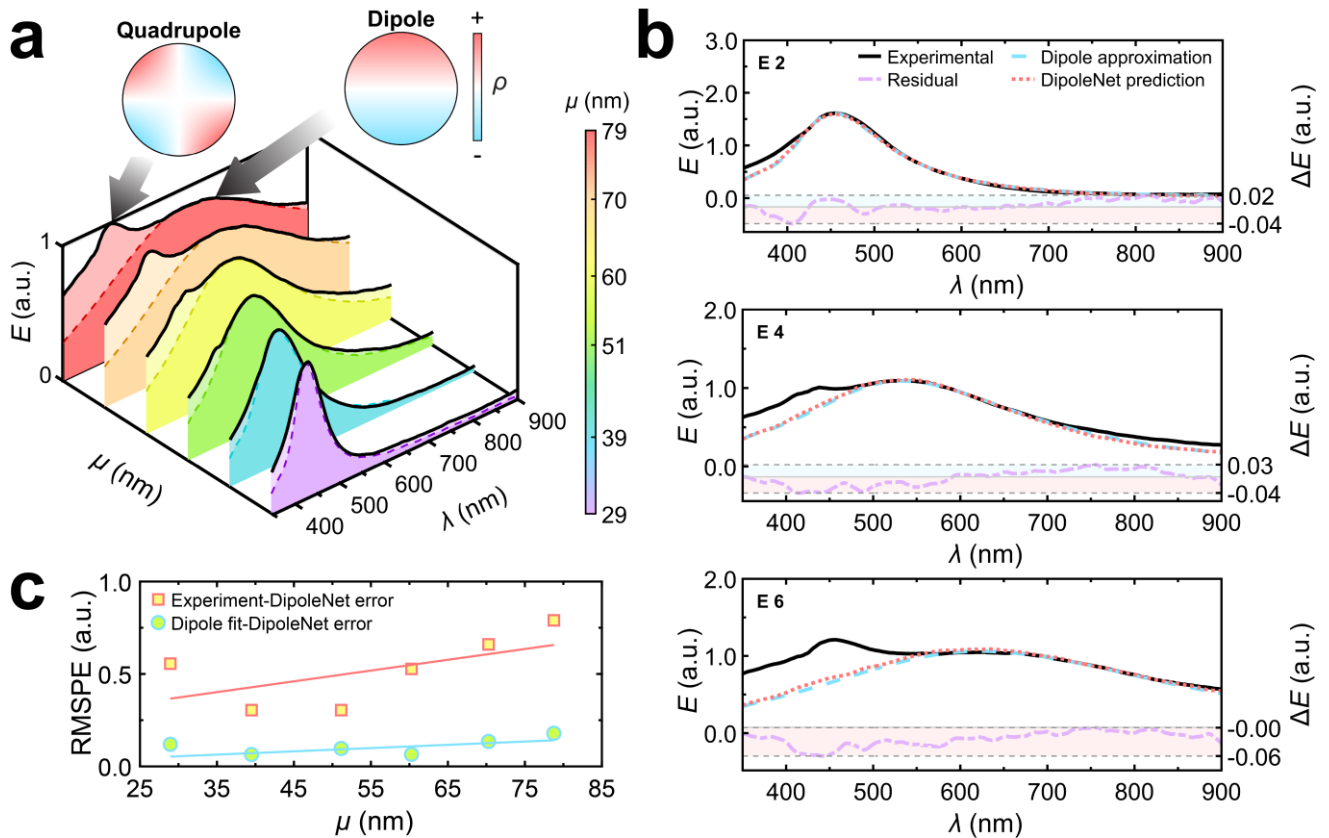 a
Quadrupole
Dipole
+
ρ
-
μ (nm)
79
70
60
51
39
29
1
E (a.u.)
0
μ (nm)
400
500
600
700
800
900
λ (nm)
b
E 2
Experimental
Dipole approximation
Residual
DipoleNet prediction
3.0
2.0
1.0
0.0
E (a.u.)
0.02
-0.04
ΔE (a.u.)
400 500 600 700 800 900
λ (nm)
E 4
2.0
1.0
0.0
E (a.u.)
0.03
-0.04
ΔE (a.u.)
400 500 600 700 800 900
λ (nm)
E 6
2.0
1.0
0.0
E (a.u.)
-0.00
-0.06
ΔE (a.u.)
400 500 600 700 800 900
λ (nm)
c
Experiment-DipoleNet error
Dipole fit-DipoleNet error
1.0
0.5
0.0
RMSPE (a.u.)
25 35 45 55 65 75 85
μ (nm)